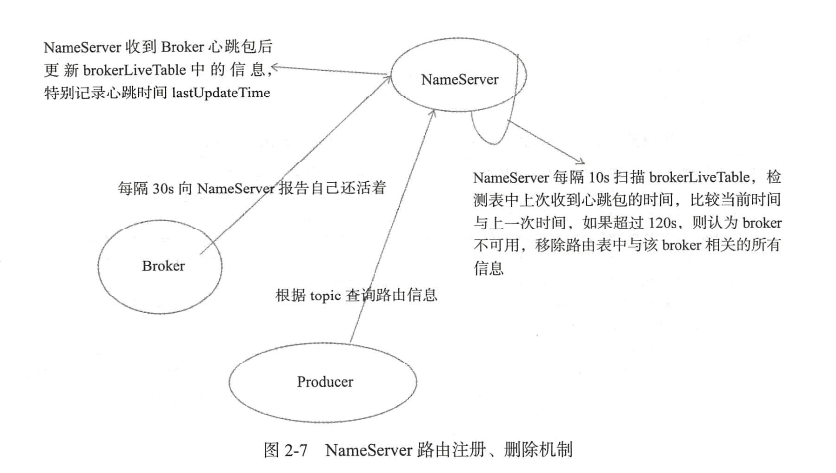 NameServer 收到 Broker 心跳包后
更新 brokerLiveTable 中的信息,
特别记录心跳时间 lastUpdateTime
NameServer
NameServer 每隔 10s 扫描 brokerLiveTable，检
测表中上次收到心跳包的时间，比较当前时间
与上一次时间，如果超过 120s，则认为 broker
不可用，移除路由表中与该 broker 相关的所有
信息
每隔 30s 向 NameServer 报告自己还活着
Broker
根据 topic 查询路由信息
Producer
图 2-7 NameServer 路由注册、删除机制